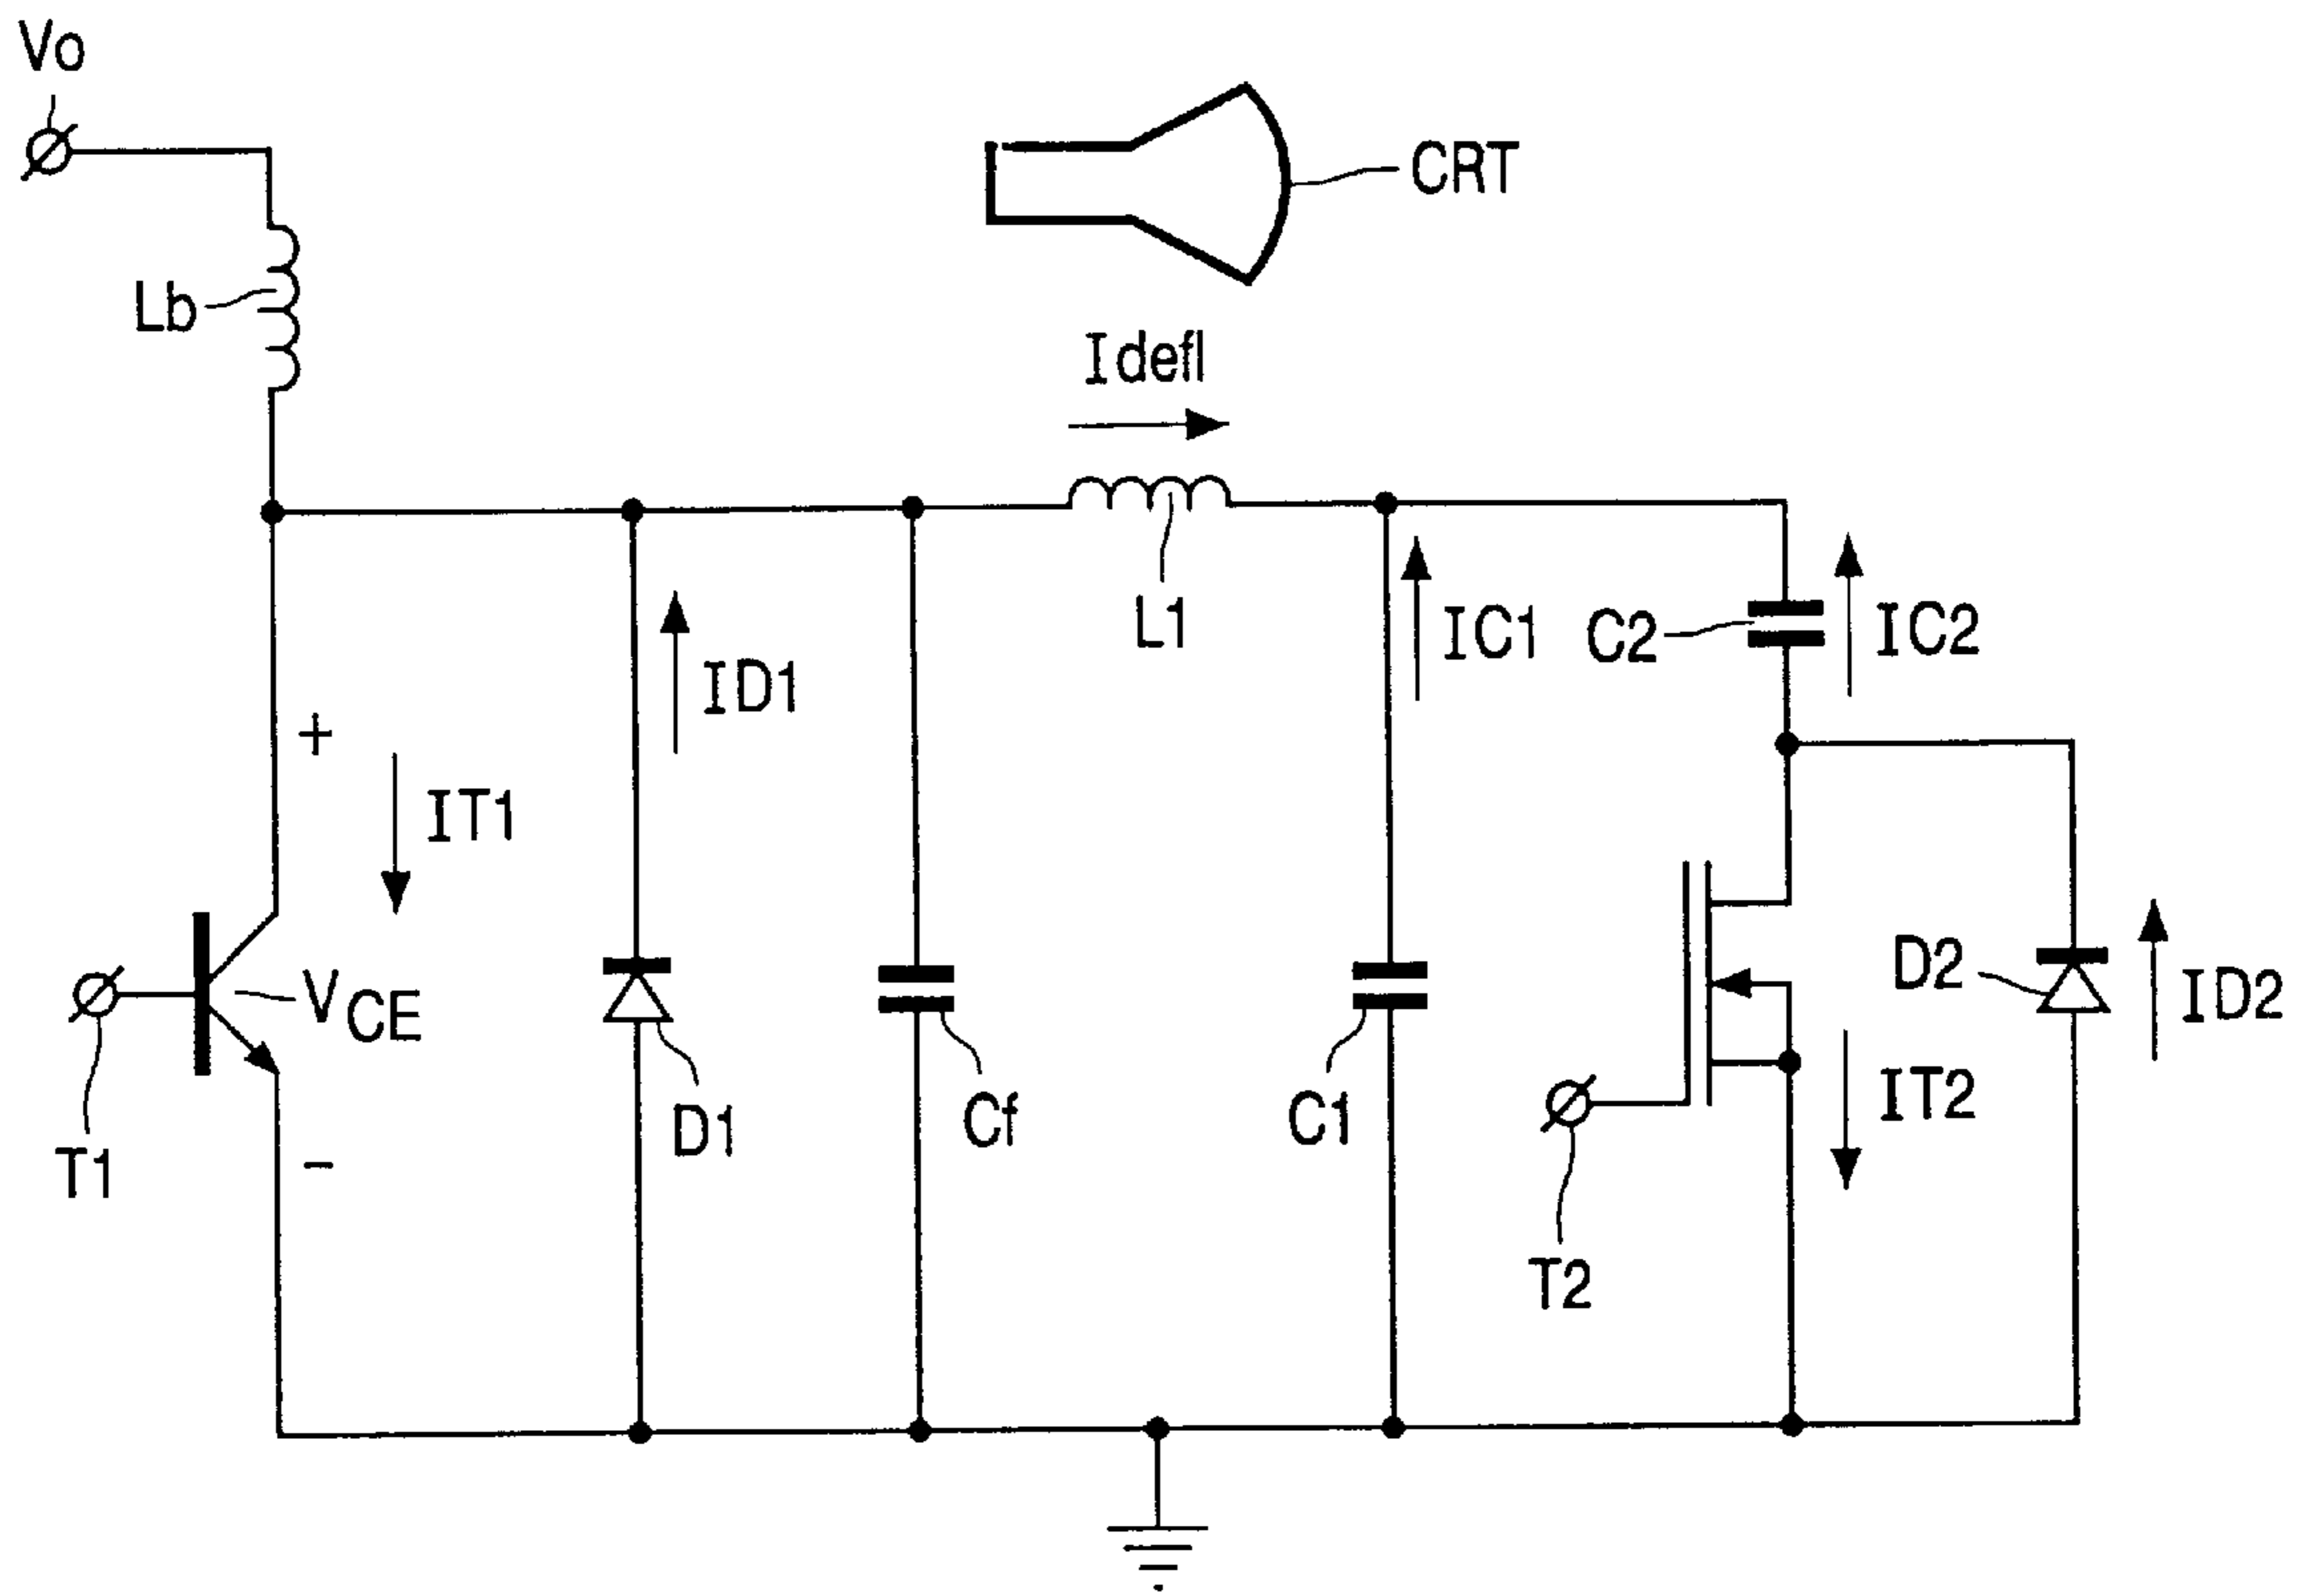 Vo
CRT
Lb
Idefl
L1
IC1
C2
IC2
ID1
+
IT1
D2
ID2
VCE
T1
D1
Cf
C1
IT2
-
T2